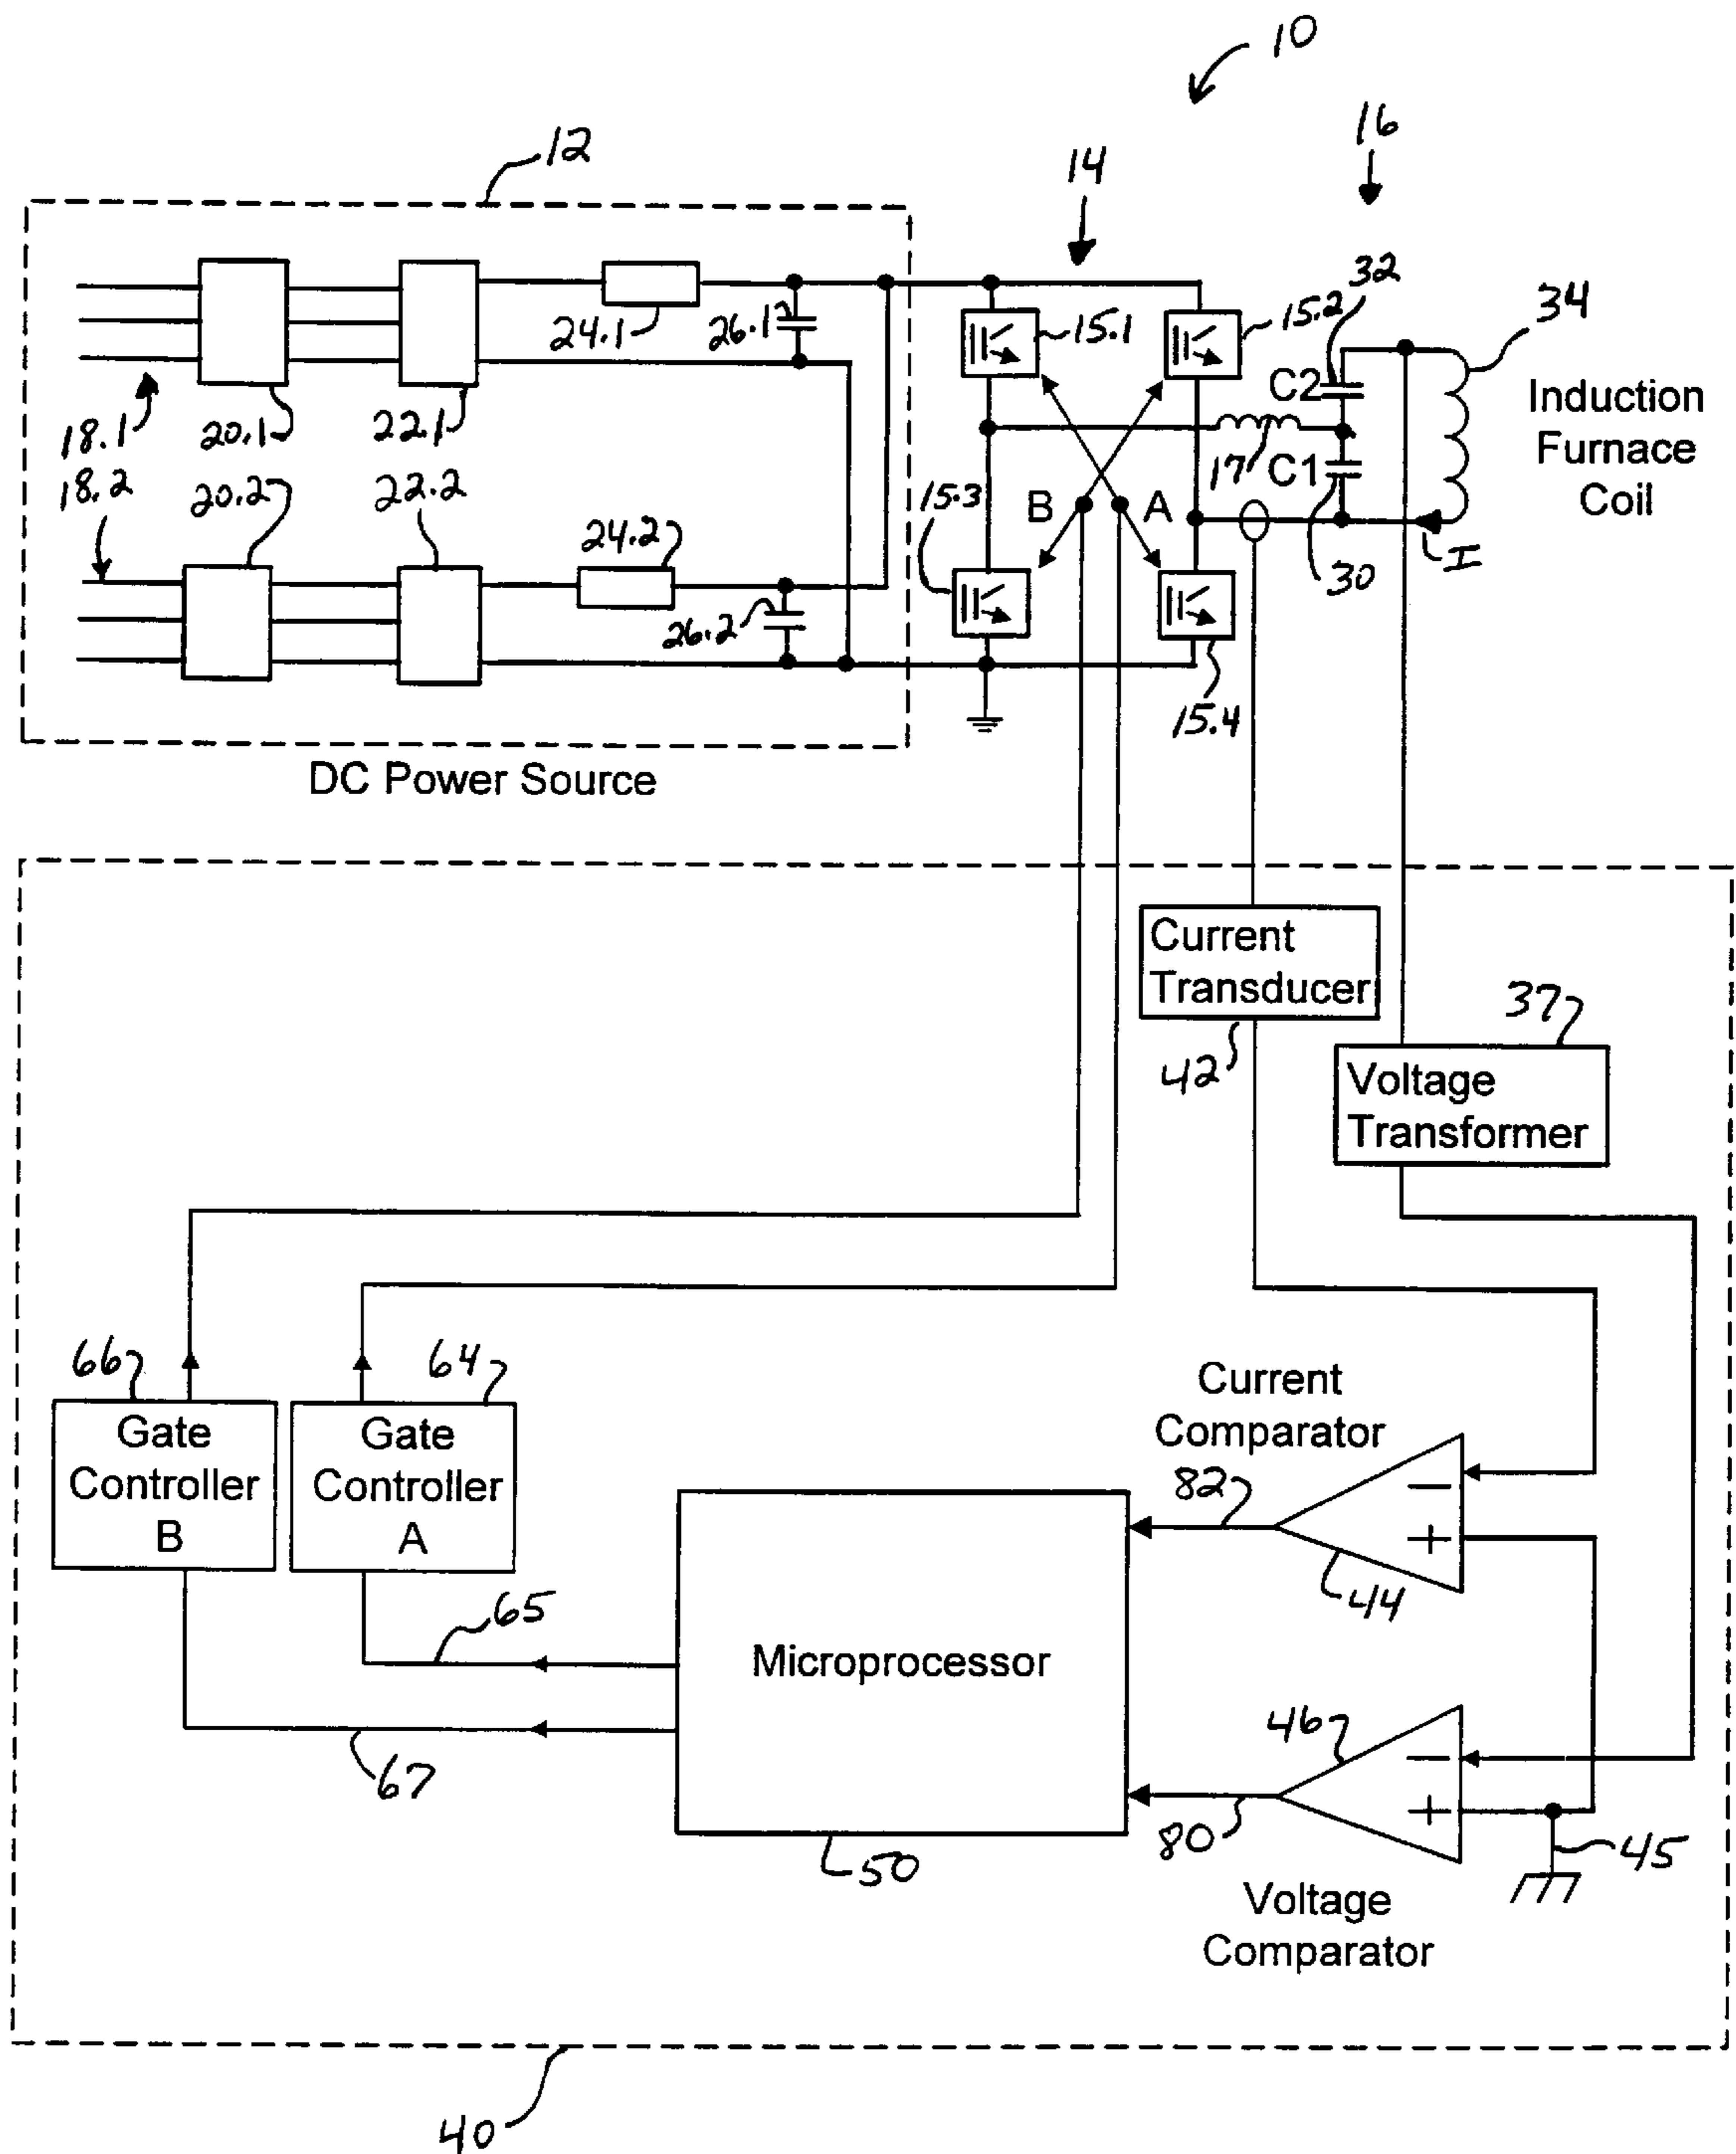 10
16
12
14
32
34
24.1
26.1
15.1
15.2
C2
Induction
Furnace
Coil
18.1
20.1
22.1
17
C1
18.2
20.2
22.2
15.3
B
A
24.2
30
I
26.2
15.4
DC Power Source
Current
Transducer
42
37
Voltage
Transformer
66
64
Gate
Controller
B
Gate
Controller
A
Current
Comparator
82
−
+
44
65
Microprocessor
67
46
−
+
80
45
50
Voltage
Comparator
40